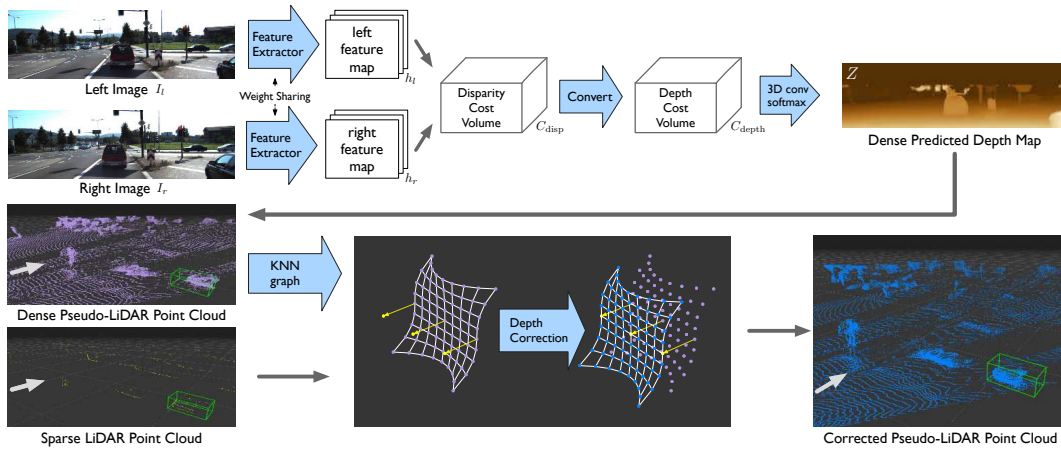 Feature
Extractor
left
feature
map
h_l
Left Image I_l
Weight Sharing
Feature
Extractor
right
feature
map
h_r
Right Image I_r
Disparity
Cost
Volume
C_disp
Convert
Depth
Cost
Volume
C_depth
3D conv
softmax
Z
Dense Predicted Depth Map
Dense Pseudo-LiDAR Point Cloud
KNN
graph
Depth
Correction
Sparse LiDAR Point Cloud
Corrected Pseudo-LiDAR Point Cloud